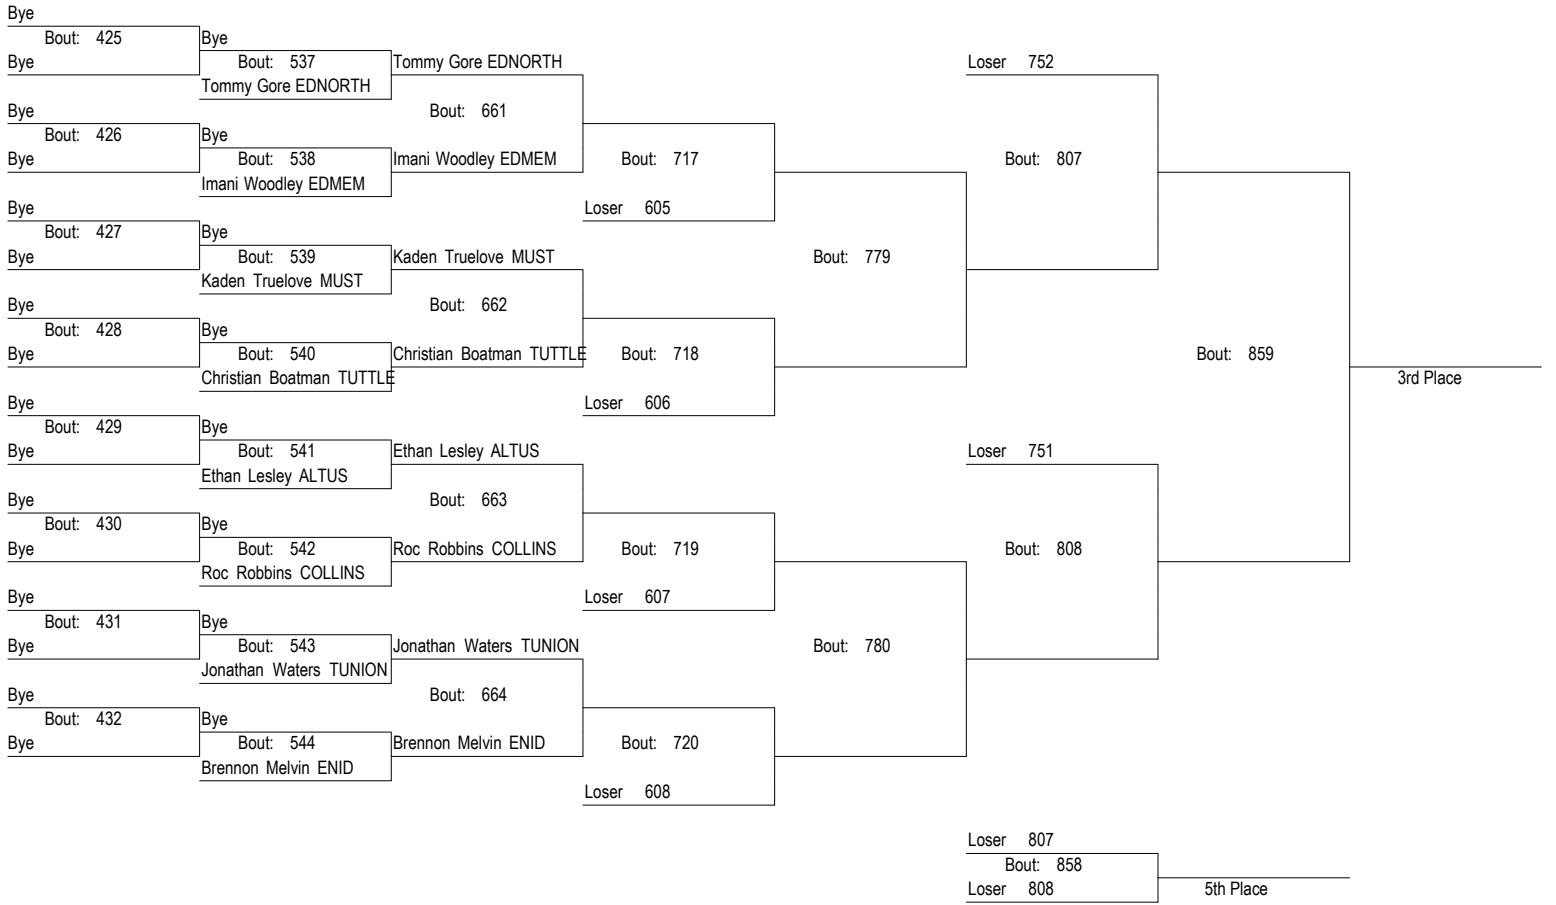 Bye
Bout: 425
Bye
Bye
Bout: 537
Tommy Gore EDNORTH
Tommy Gore EDNORTH
Bout: 661
Bye
Bout: 426
Bye
Bye
Bout: 538
Imani Woodley EDMEM
Imani Woodley EDMEM
Bout: 717
Loser 605
Bye
Bout: 427
Bye
Bye
Bout: 539
Kaden Truelove MUST
Kaden Truelove MUST
Bout: 662
Bout: 779
Bye
Bout: 428
Bye
Bye
Bout: 540
Christian Boatman TUTTLE
Christian Boatman TUTTLE
Bout: 718
Loser 606
Bye
Bout: 429
Bye
Bye
Bout: 541
Ethan Lesley ALTUS
Ethan Lesley ALTUS
Bout: 663
Bye
Bout: 430
Bye
Bye
Bout: 542
Roc Robbins COLLINS
Roc Robbins COLLINS
Bout: 719
Loser 607
Bye
Bout: 431
Bye
Bye
Bout: 543
Jonathan Waters TUNION
Jonathan Waters TUNION
Bout: 664
Bout: 780
Bye
Bout: 432
Bye
Bye
Bout: 544
Brennon Melvin ENID
Brennon Melvin ENID
Bout: 720
Loser 608
Loser 752
Bout: 807
Loser 751
Bout: 808
Bout: 859
3rd Place
Loser 807
Bout: 858
Loser 808
5th Place